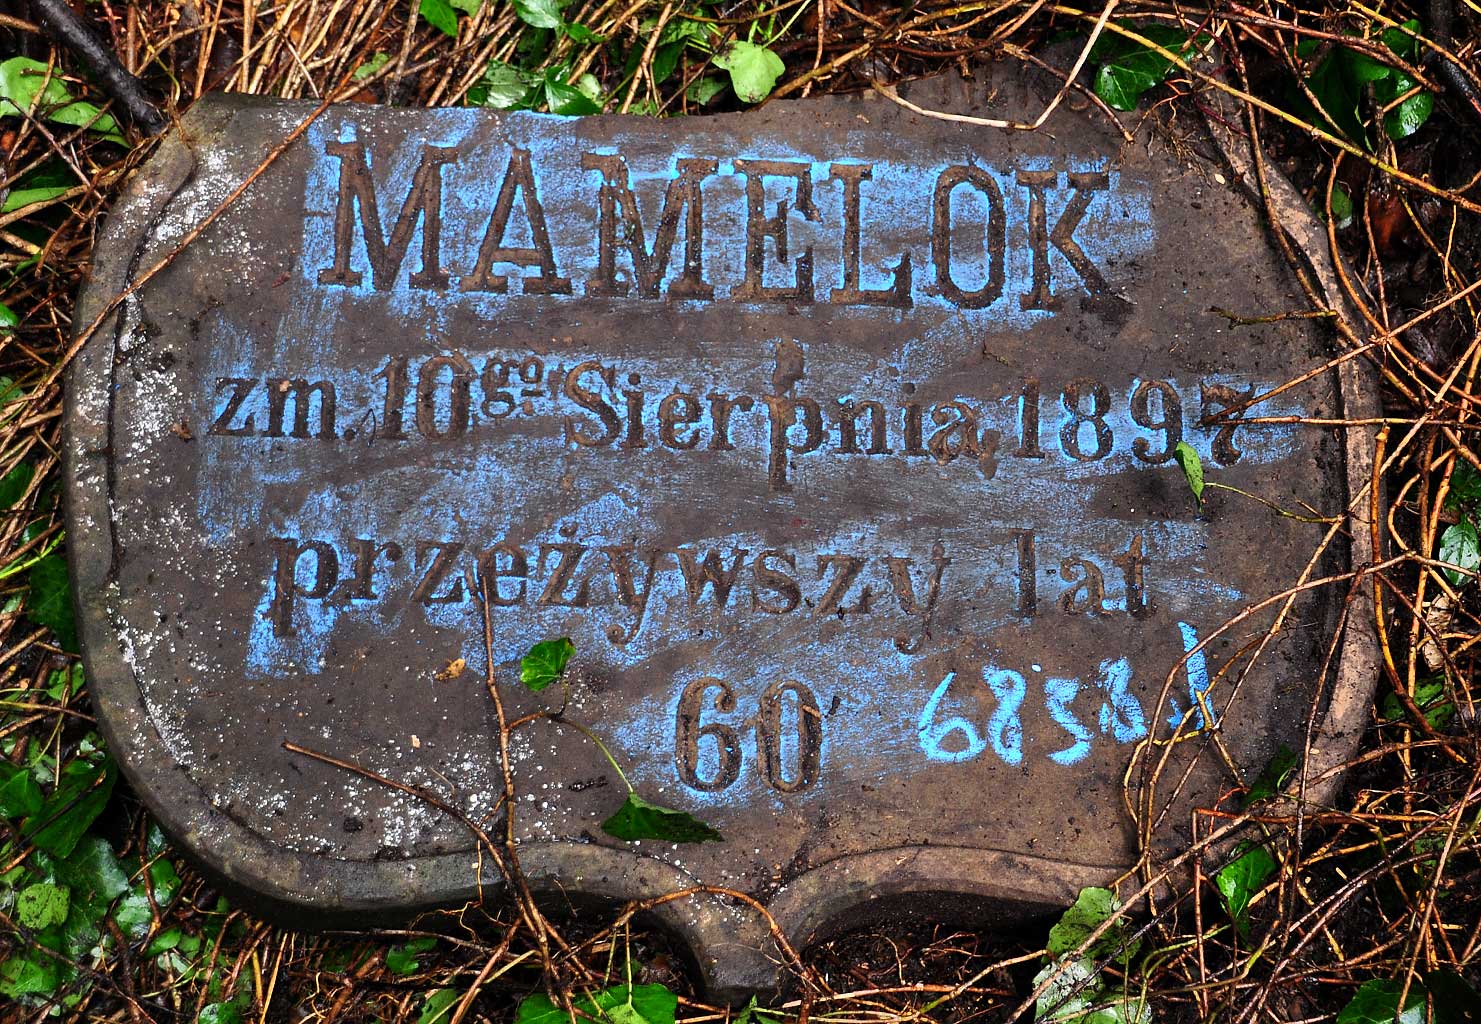 MAMELOK
zm. 10go Sierpnia 1897
przeżywszy lat
60